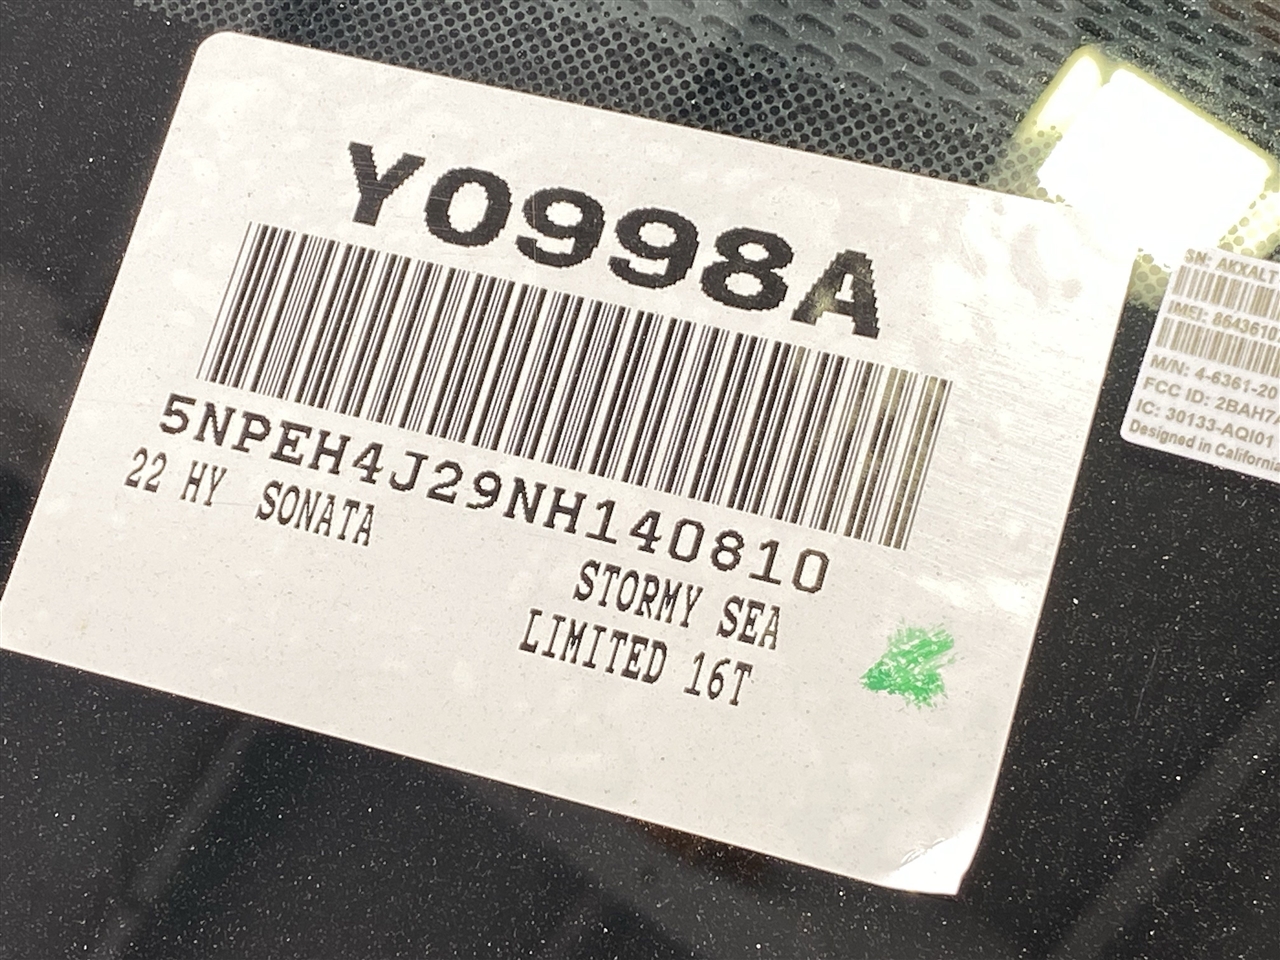 Y0998A
5NPEH4J29NH140810
22 HY SONATA
STORMY SEA
LIMITED 16T
SN: AKXALT
IMEI: 8643610
M/N: 4-6361-20
FCC ID: 2BAH7
IC: 30133-AQI01
Designed in California